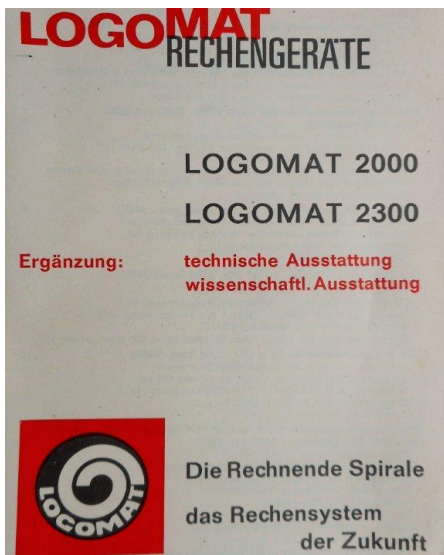 LOGOMAT
RECHENGERÄTE
LOGOMAT 2000
LOGOMAT 2300
Ergänzung: technische Ausstattung
wissenschaftl. Ausstattung
LOGOMAT
Die Rechnende Spirale
das Rechensystem
der Zukunft